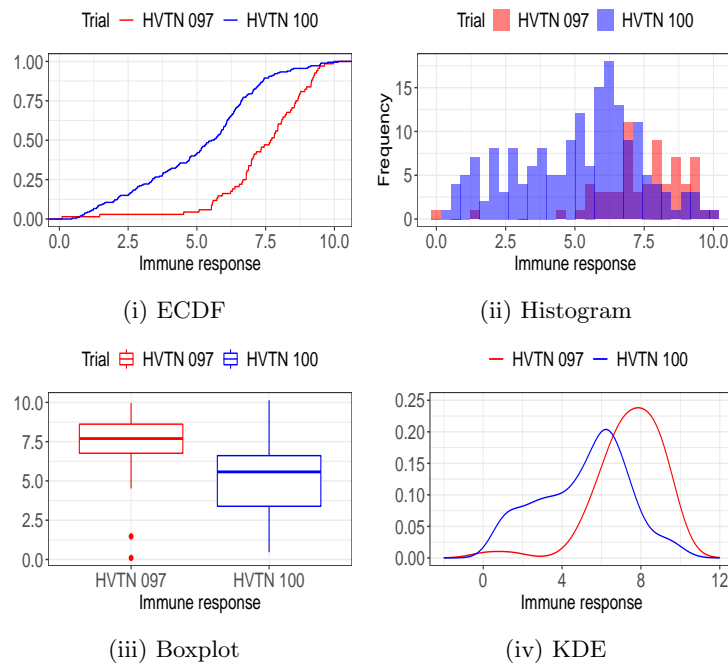 Trial HVTN 097 HVTN 100
1.00
0.75
0.50
0.25
0.00
0.0 2.5 5.0 7.5 10.0
Immune response
(i) ECDF
Trial HVTN 097 HVTN 100
Frequency
15
10
5
0
0.0 2.5 5.0 7.5 10.0
Immune response
(ii) Histogram
Trial HVTN 097 HVTN 100
10.0
7.5
5.0
2.5
0.0
HVTN 097 HVTN 100
Immune response
(iii) Boxplot
HVTN 097 HVTN 100
0.25
0.20
0.15
0.10
0.05
0.00
0 4 8 12
Immune response
(iv) KDE